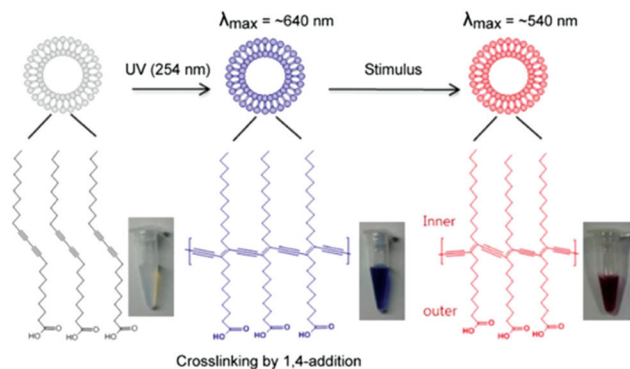 λmax = ~640 nm
λmax = ~540 nm
UV (254 nm)
Stimulus
Inner
outer
HO O
HO O
HO O
HO O
HO O
HO O
HO O
HO O
HO O
Crosslinking by 1,4-addition